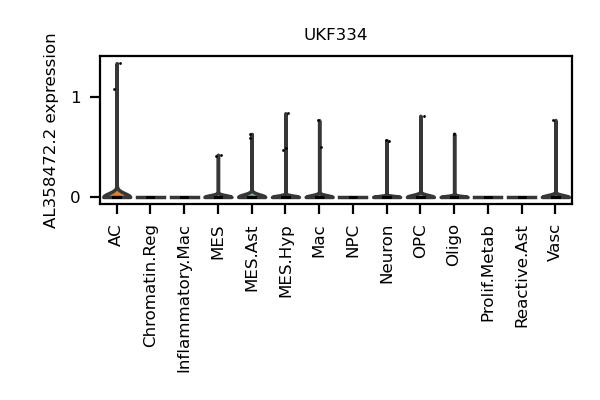 UKF334
AL358472.2 expression
1
0
AC
Chromatin.Reg
Inflammatory.Mac
MES
MES.Ast
MES.Hyp
Mac
NPC
Neuron
OPC
Oligo
Prolif.Metab
Reactive.Ast
Vasc